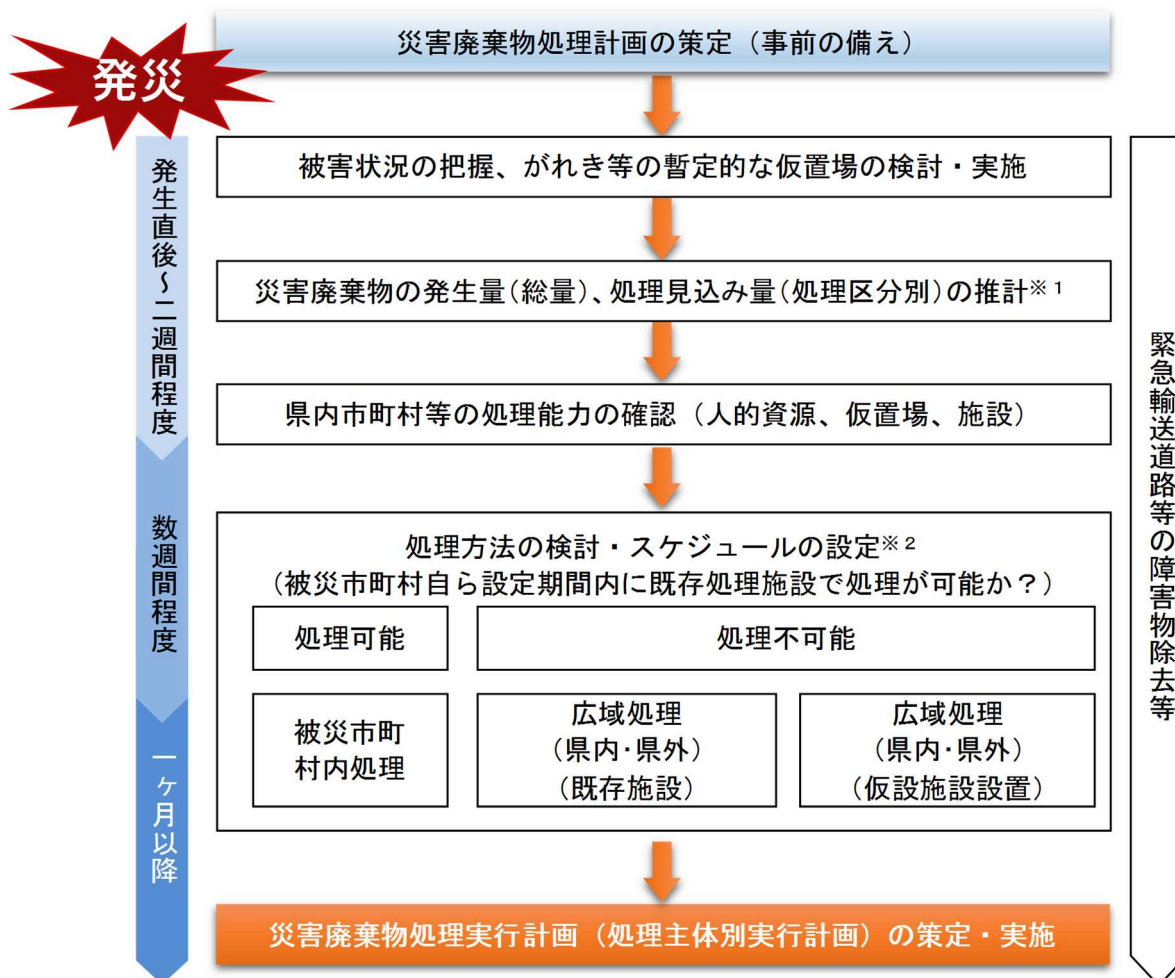 災害廃棄物処理計画の策定（事前の備え）
発災
発生直後～二週間程度
被害状況の把握、がれき等の暫定的な仮置場の検討・実施
災害廃棄物の発生量(総量)、処理見込み量(処理区分別)の推計※１
県内市町村等の処理能力の確認（人的資源、仮置場、施設）
数週間程度
処理方法の検討・スケジュールの設定※２
（被災市町村自ら設定期間内に既存処理施設で処理が可能か？）
処理可能
処理不可能
被災市町
村内処理
広域処理
（県内･県外）
（既存施設）
広域処理
（県内･県外）
（仮設施設設置）
一ヶ月以降
災害廃棄物処理実行計画（処理主体別実行計画）の策定・実施
緊急輸送道路等の障害物除去等